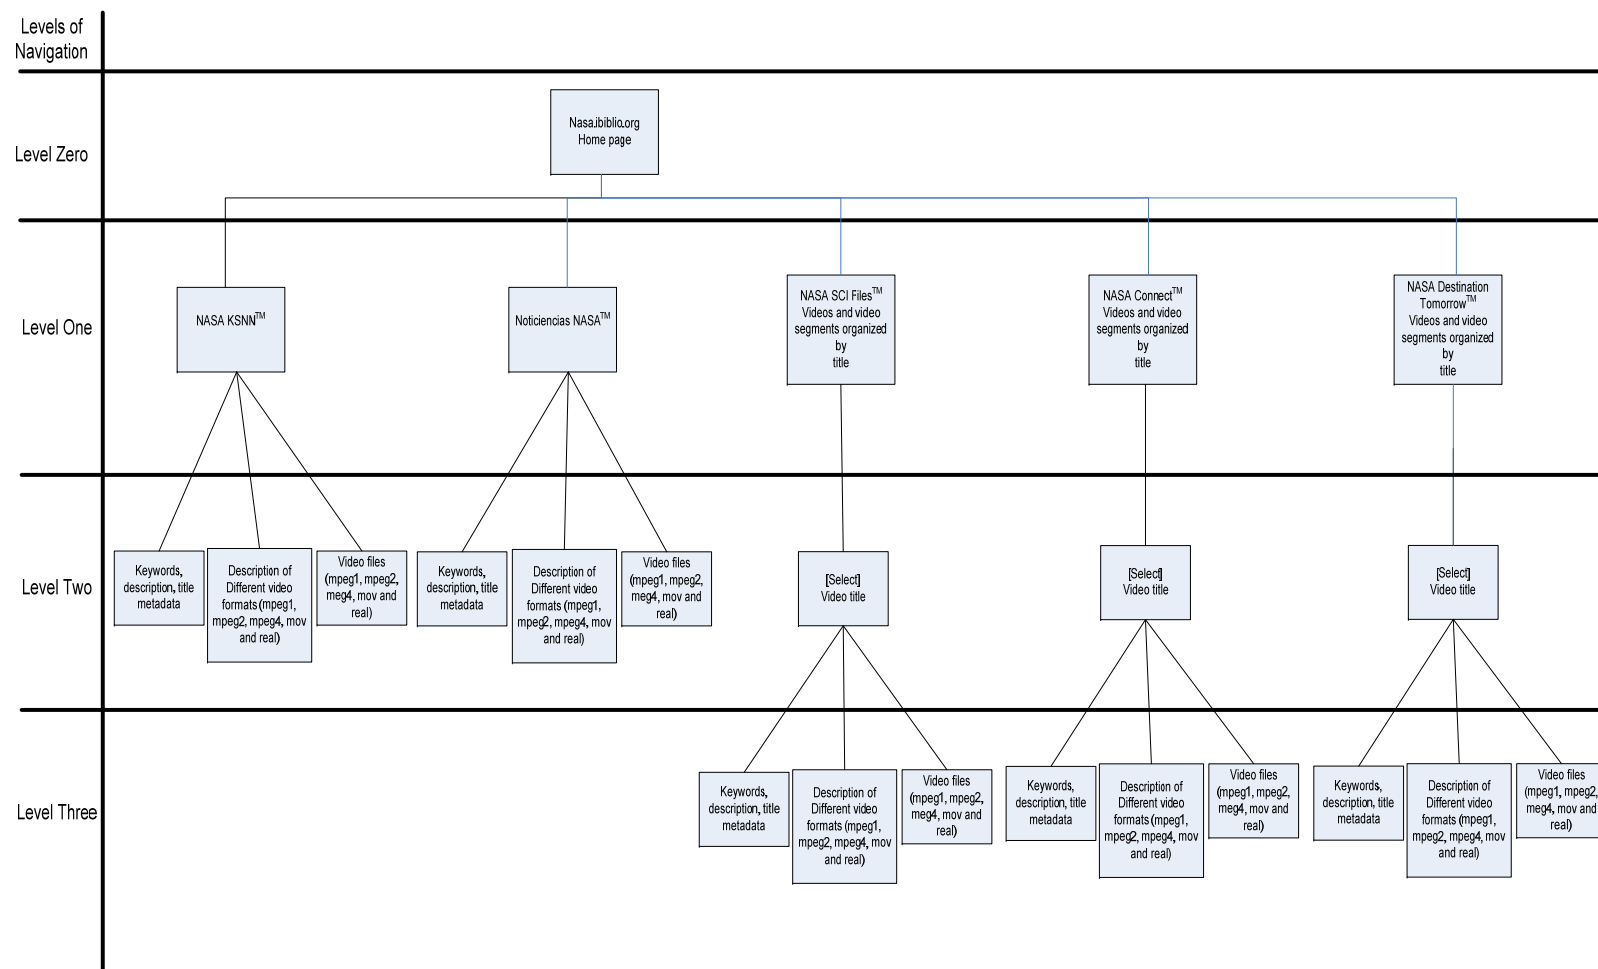 Levels of
Navigation
Level Zero
Nasa.ibiblio.org
Home page
Level One
NASA KSNN™
Noticiencias NASA™
NASA SCI Files™
Videos and video
segments organized
by
title
NASA Connect™
Videos and video
segments organized
by
title
NASA Destination
Tomorrow™
Videos and video
segments organized
by
title
Level Two
Keywords,
description, title
metadata
Description of
Different video
formats (mpeg1,
mpeg2, mpeg4, mov
and real)
Video files
(mpeg1, mpeg2,
meg4, mov and
real)
Keywords,
description, title
metadata
Description of
Different video
formats (mpeg1,
mpeg2, mpeg4, mov
and real)
Video files
(mpeg1, mpeg2,
meg4, mov and
real)
[Select]
Video title
[Select]
Video title
[Select]
Video title
Level Three
Keywords,
description, title
metadata
Description of
Different video
formats (mpeg1,
mpeg2, mpeg4, mov
and real)
Video files
(mpeg1, mpeg2,
meg4, mov and
real)
Keywords,
description, title
metadata
Description of
Different video
formats (mpeg1,
mpeg2, mpeg4, mov
and real)
Video files
(mpeg1, mpeg2,
meg4, mov and
real)
Keywords,
description, title
metadata
Description of
Different video
formats (mpeg1,
mpeg2, mpeg4, mov
and real)
Video files
(mpeg1, mpeg2,
meg4, mov and
real)